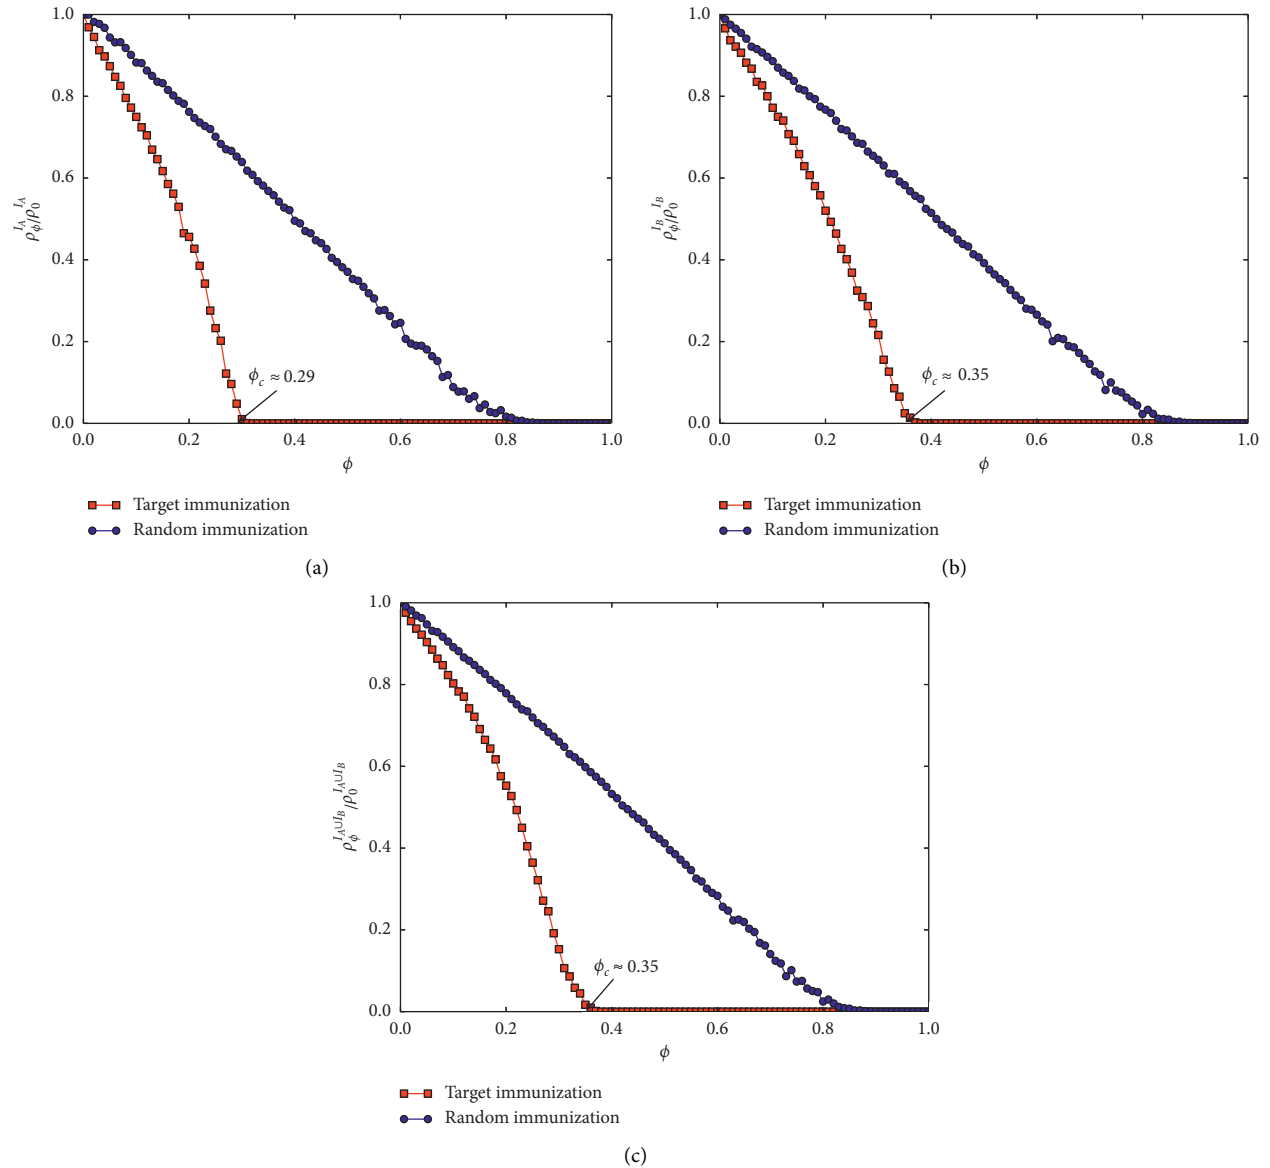 1.0
0.8
0.6
0.4
0.2
0.0
ρ_ϕ^{I_A}/ρ_0^{I_A}
ϕ_c ≈ 0.29
0.0 0.2 0.4 0.6 0.8 1.0
ϕ
Target immunization
Random immunization
(a)
1.0
0.8
0.6
0.4
0.2
0.0
ρ_ϕ^{I_B}/ρ_0^{I_B}
ϕ_c ≈ 0.35
0.0 0.2 0.4 0.6 0.8 1.0
ϕ
Target immunization
Random immunization
(b)
1.0
0.8
0.6
0.4
0.2
0.0
ρ_ϕ^{I_A∪I_B}/ρ_0^{I_A∪I_B}
ϕ_c ≈ 0.35
0.0 0.2 0.4 0.6 0.8 1.0
ϕ
Target immunization
Random immunization
(c)